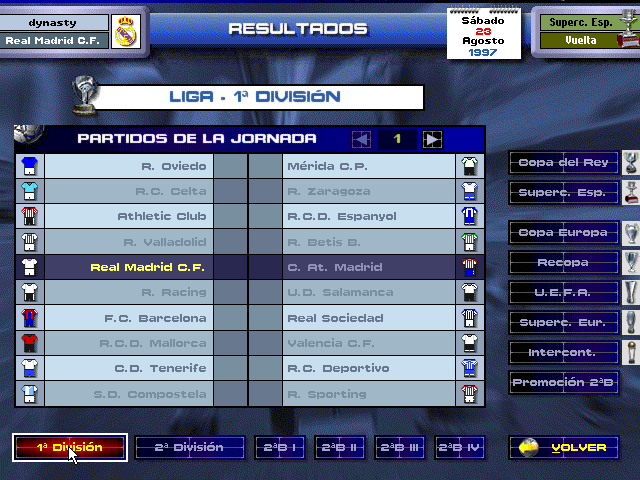 dynasty
Real Madrid C.F.
RESULTADOS
Sábado
23
Agosto
1997
Superc. Esp.
Vuelta
LIGA - 1ª DIVISIÓN
PARTIDOS DE LA JORNADA
1
R. Oviedo Mérida C.P.
R.C. Celta R. Zaragoza
Athletic Club R.C.D. Espanyol
R. Valladolid R. Betis B.
Real Madrid C.F. C. At. Madrid
R. Racing U.D. Salamanca
F.C. Barcelona Real Sociedad
R.C.D. Mallorca Valencia C.F.
C.D. Tenerife R.C. Deportivo
S.D. Compostela R. Sporting
Copa del Rey
Superc. Esp.
Copa Europa
Recopa
U.E.F.A.
Superc. Eur.
Intercont.
Promoción 2ªB
1ª División
2ª División
2ªB I
2ªB II
2ªB III
2ªB IV
VOLVER